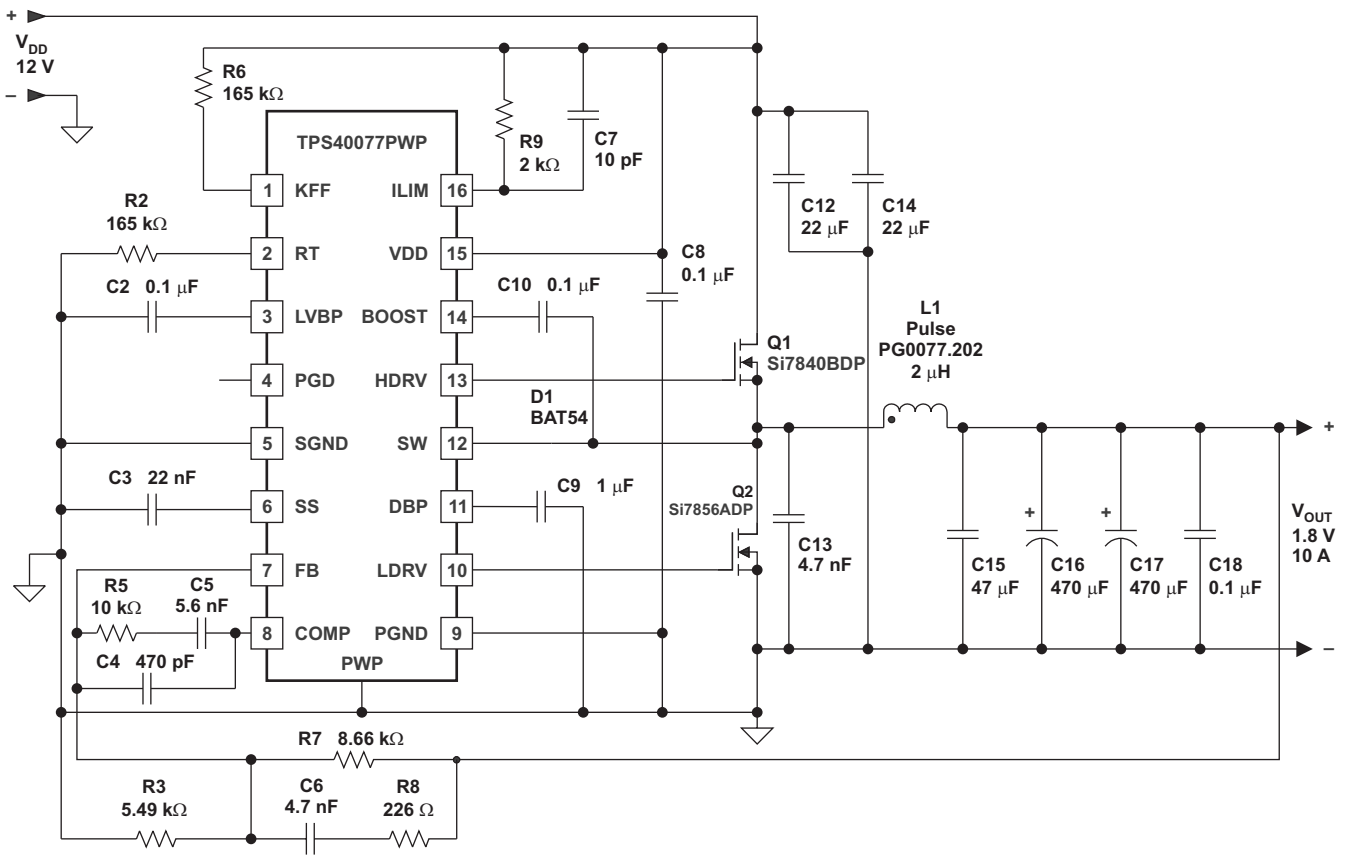 +
V_DD
12 V
−
R6
165 kΩ
TPS40077PWP
R9
2 kΩ
C7
10 pF
1 KFF
ILIM 16
R2
165 kΩ
C12
22 μF
C14
22 μF
2 RT
VDD 15
C8
0.1 μF
C2 0.1 μF
C10 0.1 μF
3 LVBP
BOOST 14
L1
Pulse
PG0077.202
2 μH
Q1
Si7840BDP
4 PGD
HDRV 13
D1
BAT54
5 SGND
SW 12
+
C3 22 nF
C9 1 μF
Q2
Si7856ADP
6 SS
DBP 11
+
+
V_OUT
1.8 V
10 A
C13
4.7 nF
C15
47 μF
C16
470 μF
C17
470 μF
C18
0.1 μF
7 FB
LDRV 10
R5
10 kΩ
C5
5.6 nF
8 COMP
PGND 9
−
C4 470 pF
PWP
R7 8.66 kΩ
R3
5.49 kΩ
C6
4.7 nF
R8
226 Ω